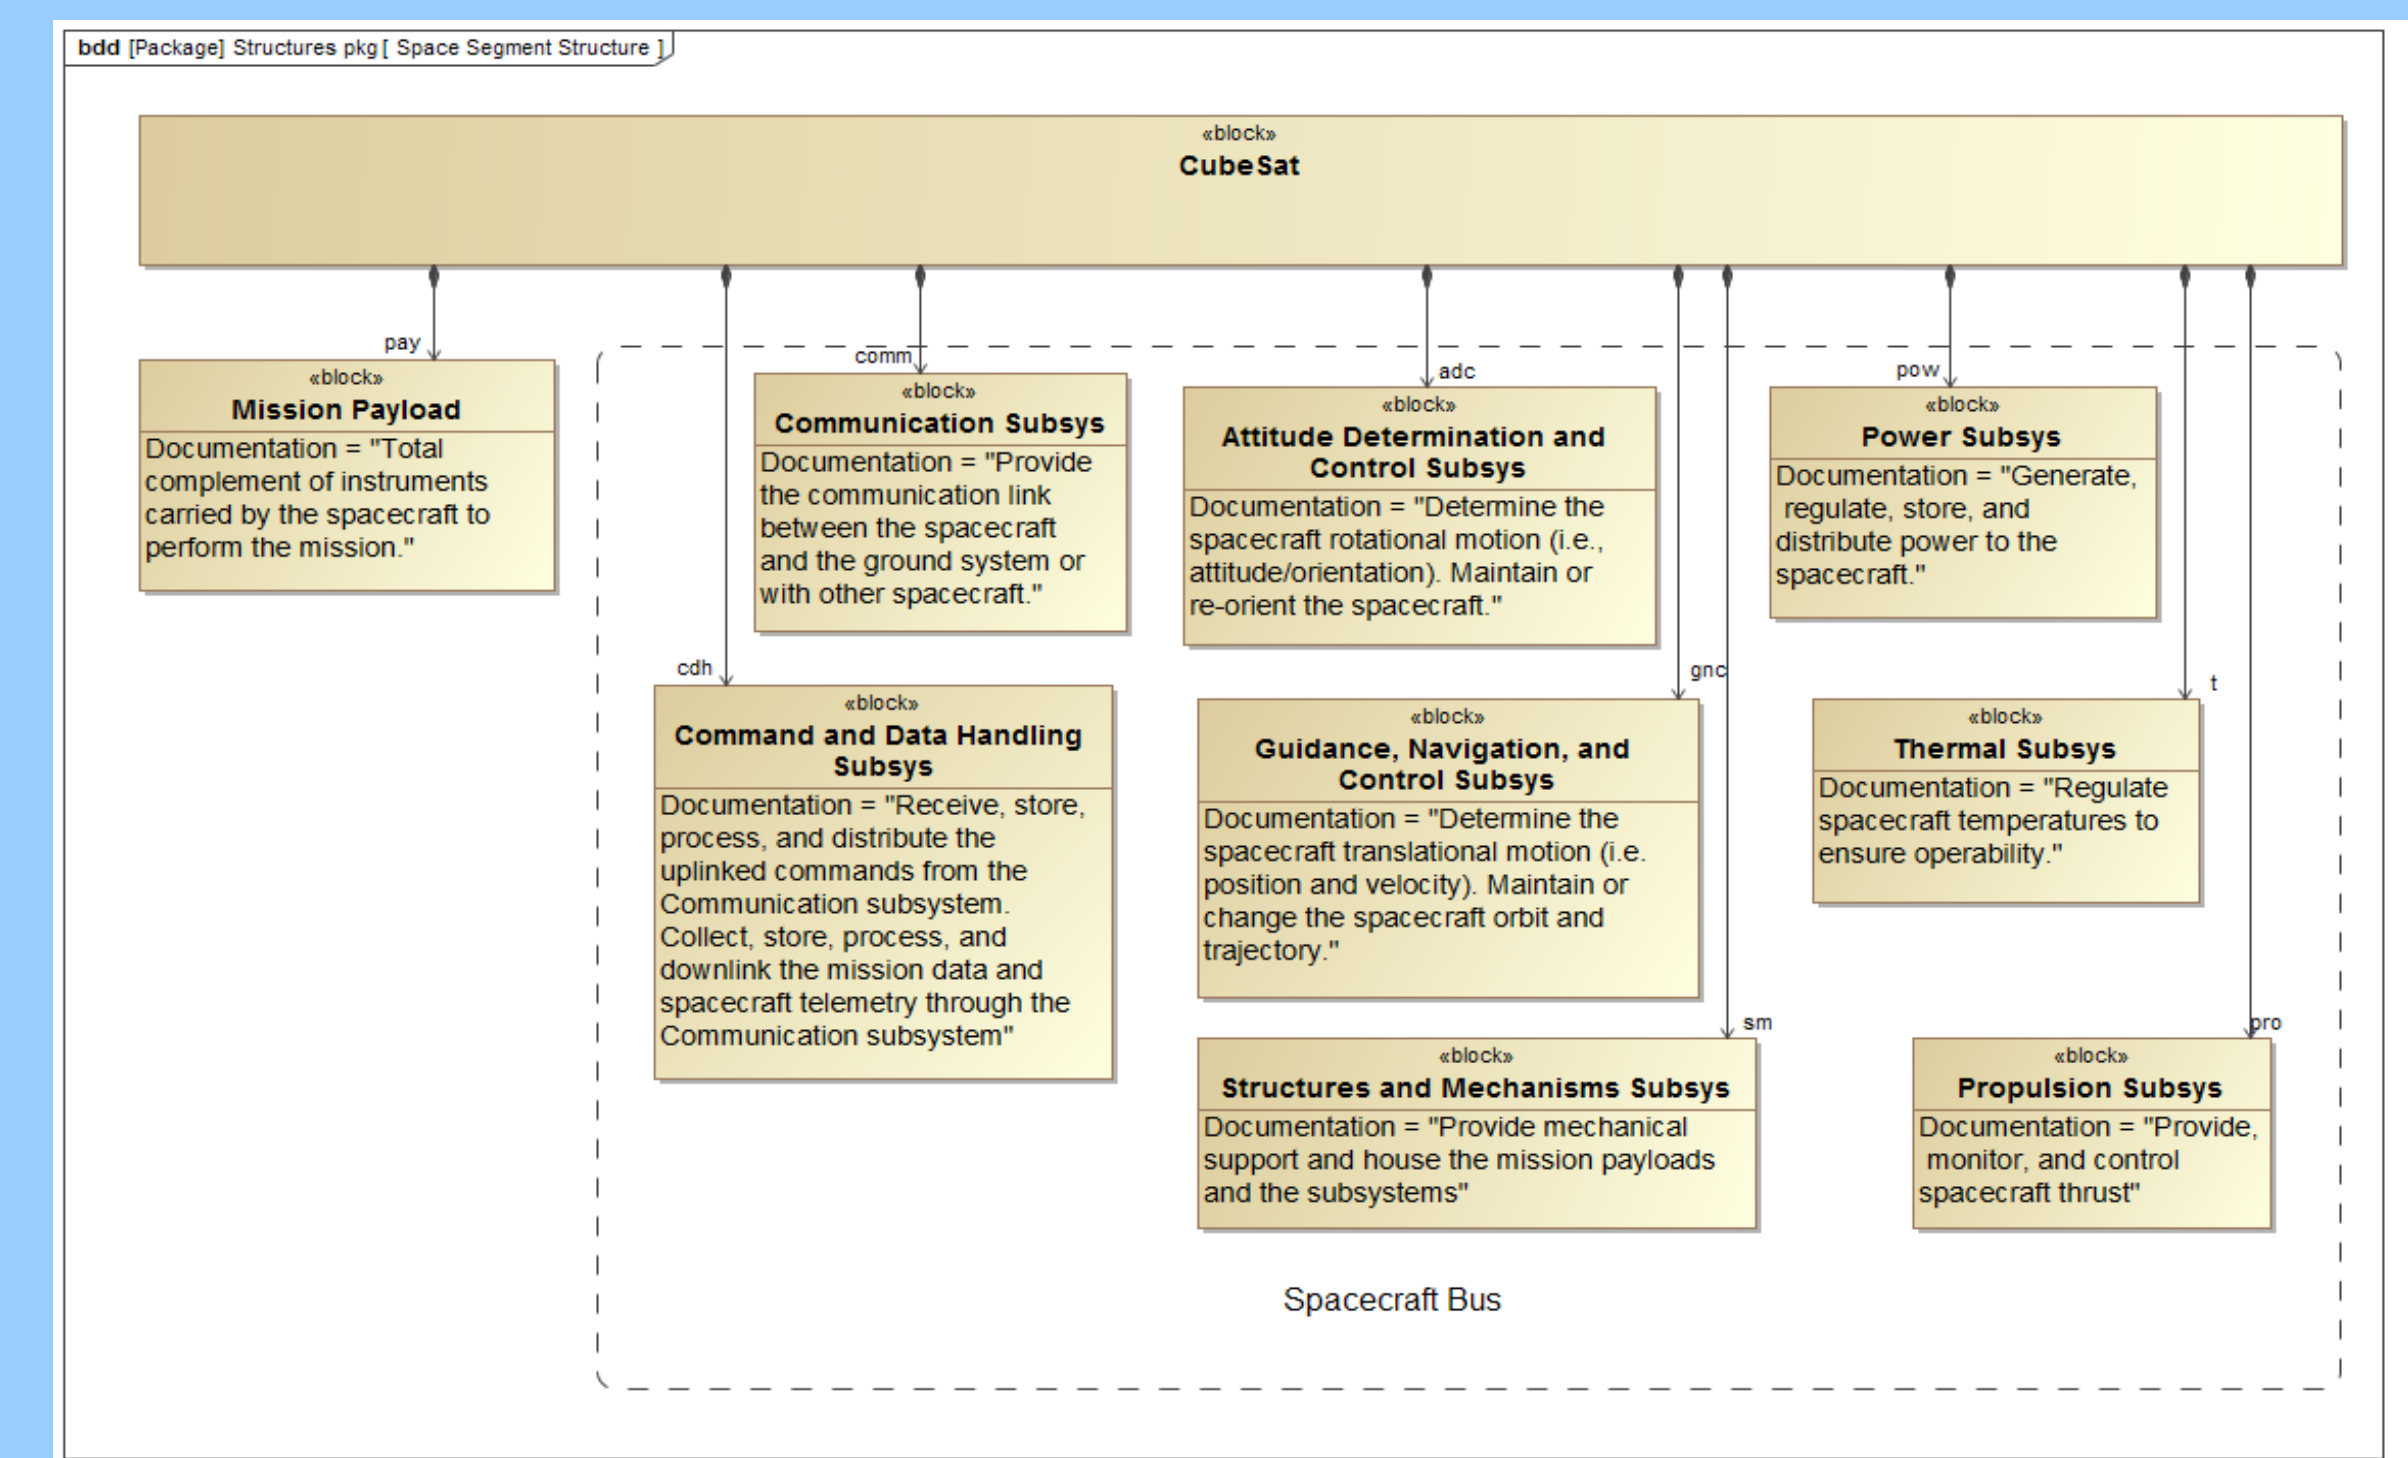 bdd [Package] Structures pkg [ Space Segment Structure ]
«block»
CubeSat
pay
«block»
Mission Payload
Documentation = "Total
complement of instruments
carried by the spacecraft to
perform the mission."
comm
«block»
Communication Subsys
Documentation = "Provide
the communication link
between the spacecraft
and the ground system or
with other spacecraft."
adc
«block»
Attitude Determination and
Control Subsys
Documentation = "Determine the
spacecraft rotational motion (i.e.,
attitude/orientation). Maintain or
re-orient the spacecraft."
pow
«block»
Power Subsys
Documentation = "Generate,
regulate, store, and
distribute power to the
spacecraft."
cdh
«block»
Command and Data Handling
Subsys
Documentation = "Receive, store,
process, and distribute the
uplinked commands from the
Communication subsystem.
Collect, store, process, and
downlink the mission data and
spacecraft telemetry through the
Communication subsystem"
gnc
«block»
Guidance, Navigation, and
Control Subsys
Documentation = "Determine the
spacecraft translational motion (i.e.
position and velocity). Maintain or
change the spacecraft orbit and
trajectory."
t
«block»
Thermal Subsys
Documentation = "Regulate
spacecraft temperatures to
ensure operability."
sm
«block»
Structures and Mechanisms Subsys
Documentation = "Provide mechanical
support and house the mission payloads
and the subsystems"
pro
«block»
Propulsion Subsys
Documentation = "Provide,
monitor, and control
spacecraft thrust"
Spacecraft Bus